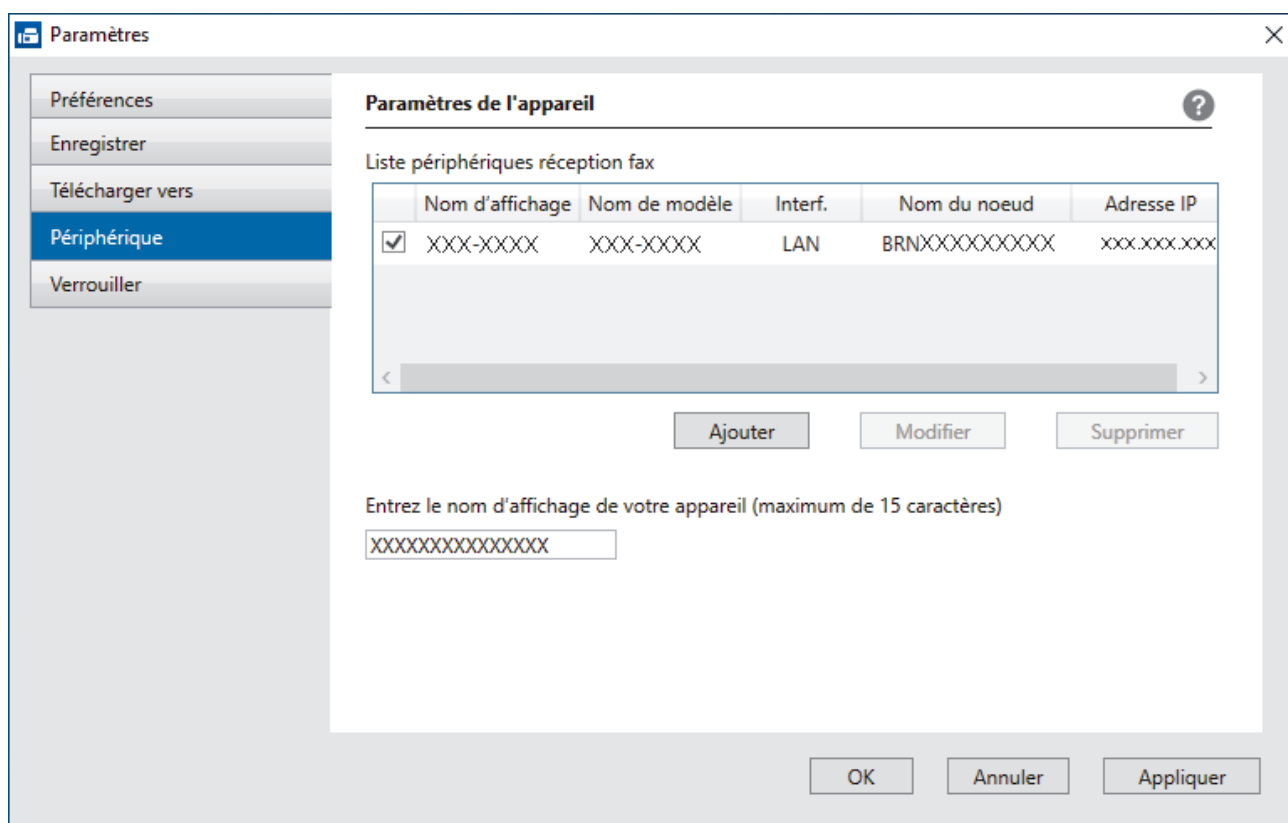 Paramètres
Préférences
Enregistrer
Télécharger vers
Périphérique
Verrouiller
Paramètres de l'appareil
?
Liste périphériques réception fax
Nom d'affichage Nom de modèle Interf. Nom du noeud Adresse IP
XXX-XXXX XXX-XXXX LAN BRNXXXXXXXXX XXX.XXX.XXX
Ajouter Modifier Supprimer
Entrez le nom d'affichage de votre appareil (maximum de 15 caractères)
XXXXXXXXXXXXXXX
OK Annuler Appliquer